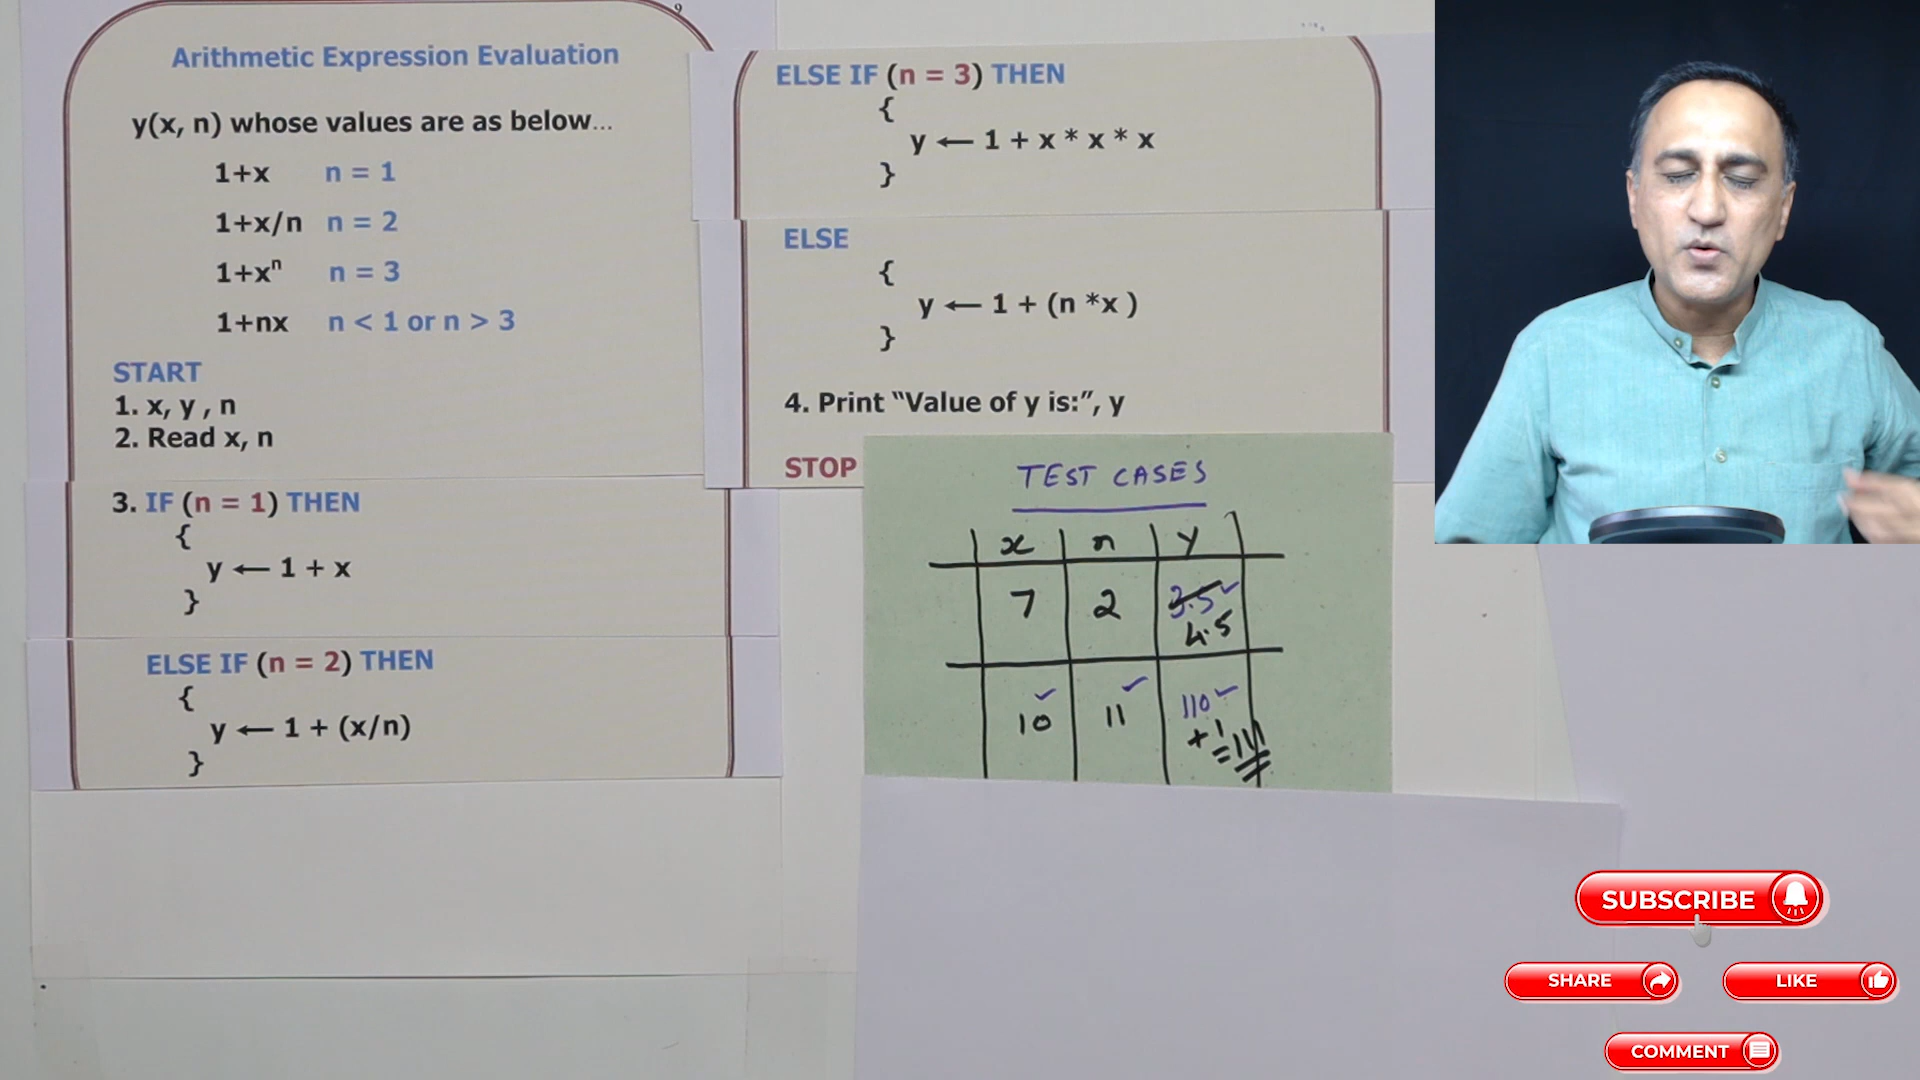 9
Arithmetic Expression Evaluation
y(x, n) whose values are as below...
1+x n = 1
1+x/n n = 2
1+xⁿ n = 3
1+nx n < 1 or n > 3
START
1. x, y , n
2. Read x, n
3. IF (n = 1) THEN
{
y ← 1 + x
}
ELSE IF (n = 2) THEN
{
y ← 1 + (x/n)
}
ELSE IF (n = 3) THEN
{
y ← 1 + x * x * x
}
ELSE
{
y ← 1 + (n *x )
}
4. Print “Value of y is:”, y
STOP
TEST CASES
x n y
7 2 3.5 ✓
4.5
10 ✓ 11 ✓ 110 ✓
+1
=111
SUBSCRIBE
SHARE
LIKE
COMMENT